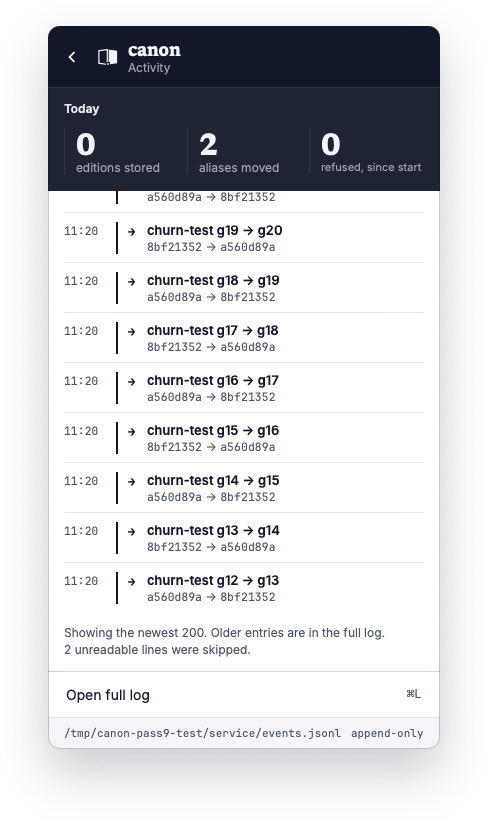 canon
Activity
Today
0 2 0
editions stored aliases moved refused, since start
a560d89a → 8bf21352
11:20 → churn-test g19 → g20
8bf21352 → a560d89a
11:20 → churn-test g18 → g19
a560d89a → 8bf21352
11:20 → churn-test g17 → g18
8bf21352 → a560d89a
11:20 → churn-test g16 → g17
a560d89a → 8bf21352
11:20 → churn-test g15 → g16
8bf21352 → a560d89a
11:20 → churn-test g14 → g15
a560d89a → 8bf21352
11:20 → churn-test g13 → g14
8bf21352 → a560d89a
11:20 → churn-test g12 → g13
a560d89a → 8bf21352
Showing the newest 200. Older entries are in the full log.
2 unreadable lines were skipped.
Open full log ⌘L
/tmp/canon-pass9-test/service/events.jsonl append-only